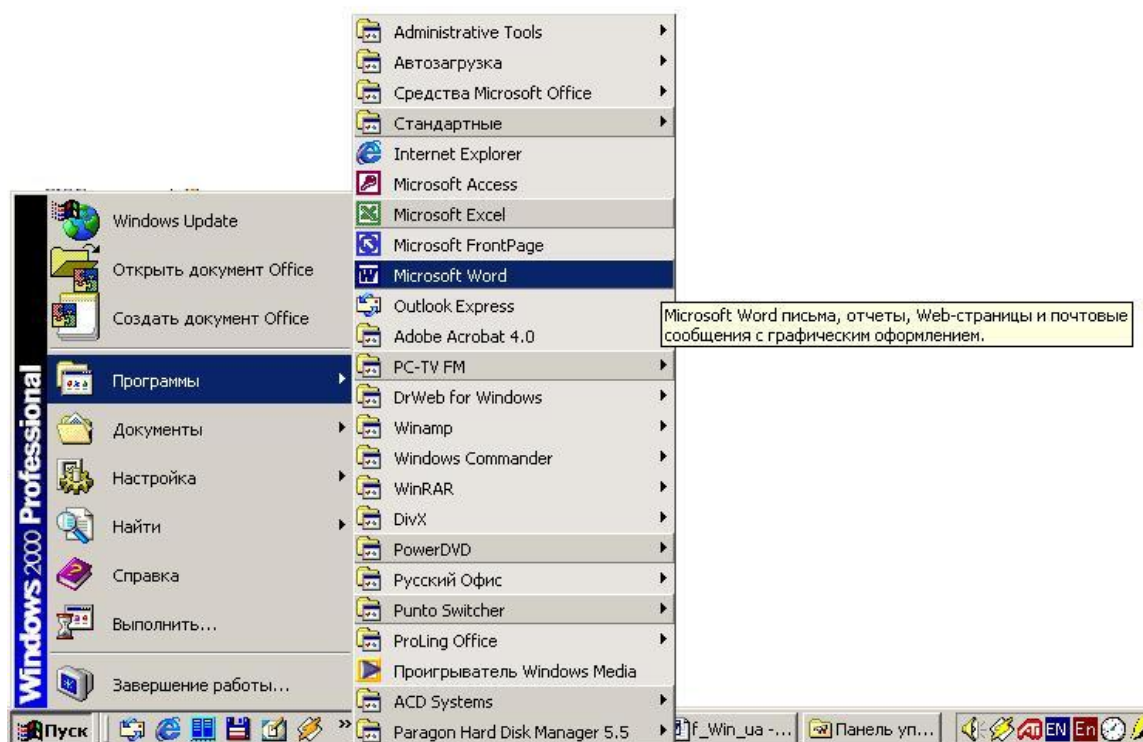 Windows 2000 Professional
Windows Update
Открыть документ Office
Создать документ Office
Программы
Документы
Настройка
Найти
Справка
Выполнить...
Завершение работы...
Administrative Tools
Автозагрузка
Средства Microsoft Office
Стандартные
Internet Explorer
Microsoft Access
Microsoft Excel
Microsoft FrontPage
Microsoft Word
Outlook Express
Adobe Acrobat 4.0
PC-TV FM
DrWeb for Windows
Winamp
Windows Commander
WinRAR
DivX
PowerDVD
Русский Офис
Punto Switcher
ProLing Office
Проигрыватель Windows Media
ACD Systems
Paragon Hard Disk Manager 5.5
Microsoft Word письма, отчеты, Web-страницы и почтовые
сообщения с графическим оформлением.
Пуск » f_Win_ua -... Панель уп... EN En